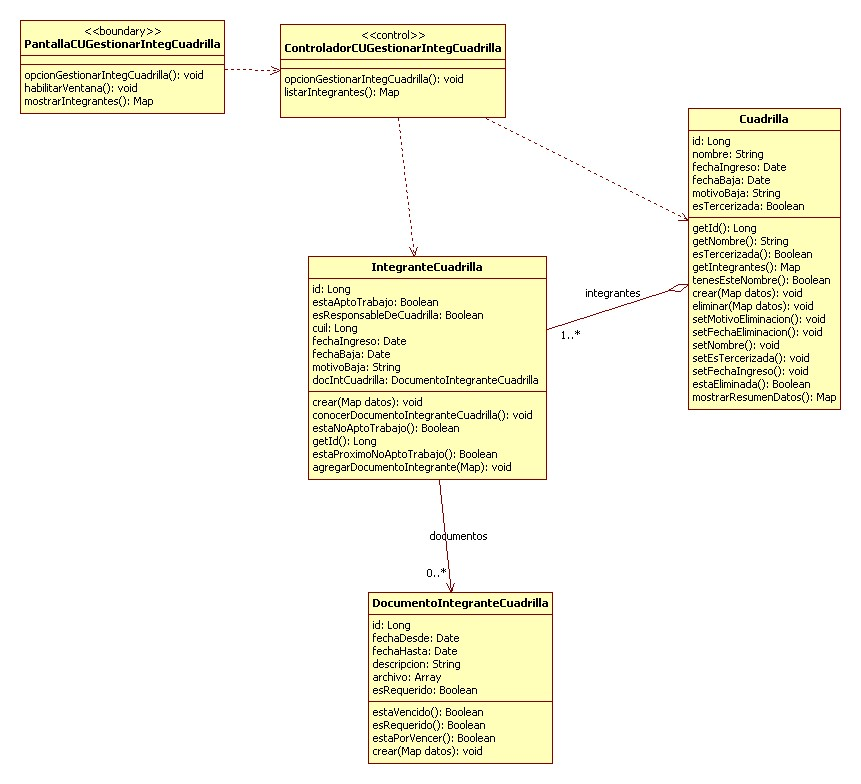 <<boundary>>
PantallaCUGestionarIntegCuadrilla
opcionGestionarIntegCuadrilla(): void
habilitarVentana(): void
mostrarIntegrantes(): Map
<<control>>
ControladorCUGestionarIntegCuadrilla
opcionGestionarIntegCuadrilla(): void
listarIntegrantes(): Map
Cuadrilla
id: Long
nombre: String
fechaIngreso: Date
fechaBaja: Date
motivoBaja: String
esTercerizada: Boolean
getId(): Long
getNombre(): String
esTercerizada(): Boolean
getIntegrantes(): Map
tenesEsteNombre(): Boolean
crear(Map datos): void
eliminar(Map datos): void
setMotivoEliminacion(): void
setFechaEliminacion(): void
setNombre(): void
setEsTercerizada(): void
setFechaIngreso(): void
estaEliminada(): Boolean
mostrarResumenDatos(): Map
integrantes
1..*
IntegranteCuadrilla
id: Long
estaAptoTrabajo: Boolean
esResponsableDeCuadrilla: Boolean
cuil: Long
fechaIngreso: Date
fechaBaja: Date
motivoBaja: String
docIntCuadrilla: DocumentoIntegranteCuadrilla
crear(Map datos): void
conocerDocumentoIntegranteCuadrilla(): void
estaNoAptoTrabajo(): Boolean
getId(): Long
estaProximoNoAptoTrabajo(): Boolean
agregarDocumentoIntegrante(Map): void
documentos
0..*
DocumentoIntegranteCuadrilla
id: Long
fechaDesde: Date
fechaHasta: Date
descripcion: String
archivo: Array
esRequerido: Boolean
estaVencido(): Boolean
esRequerido(): Boolean
estaPorVencer(): Boolean
crear(Map datos): void